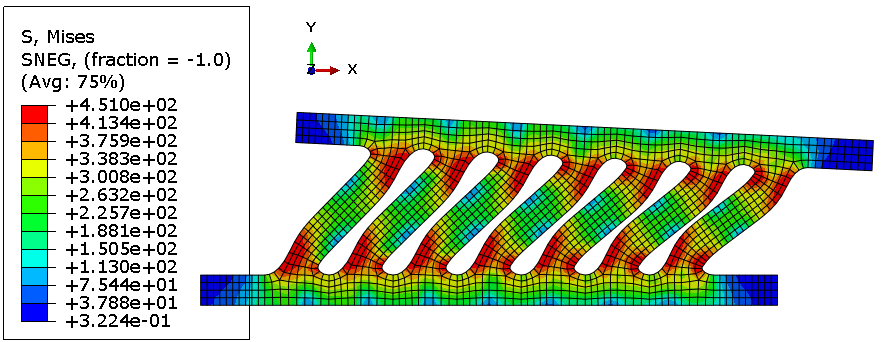 S, Mises
SNEG, (fraction = -1.0)
(Avg: 75%)
+4.510e+02
+4.134e+02
+3.759e+02
+3.383e+02
+3.008e+02
+2.632e+02
+2.257e+02
+1.881e+02
+1.505e+02
+1.130e+02
+7.544e+01
+3.788e+01
+3.224e-01
Y
Z X